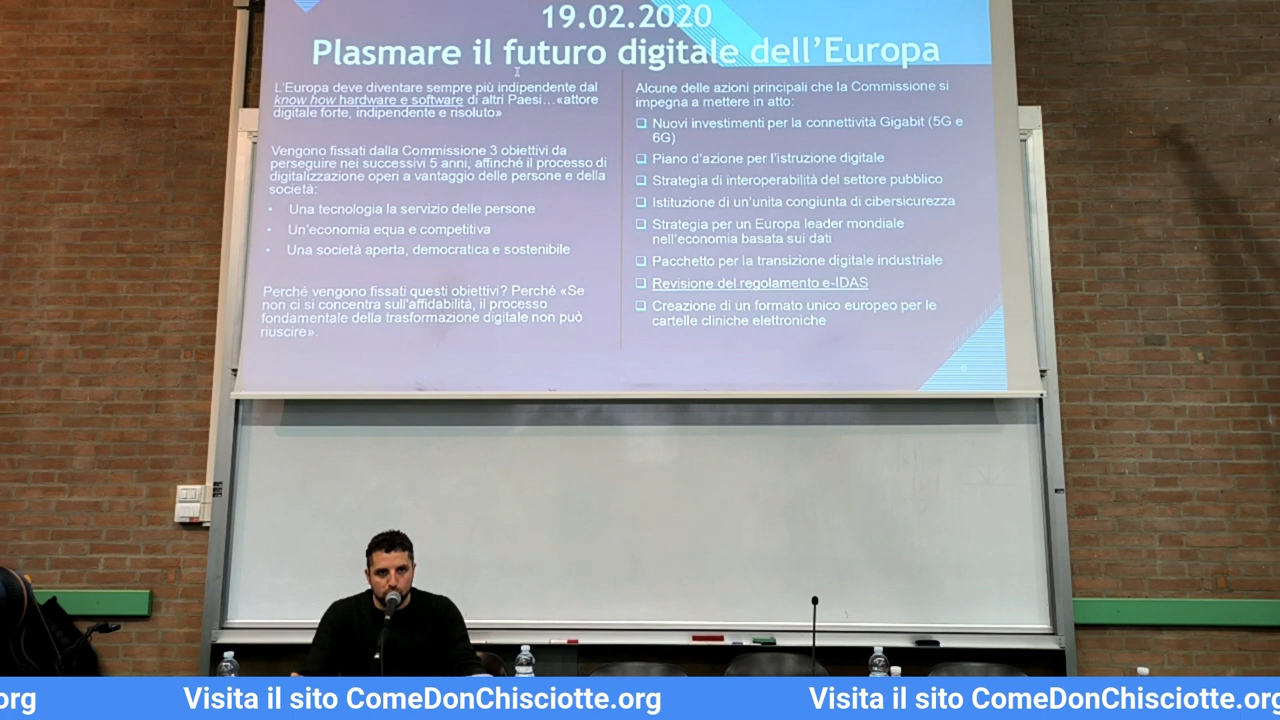 19.02.2020
Plasmare il futuro digitale dell'Europa
L'Europa deve diventare sempre più indipendente dal
know how hardware e software di altri Paesi…«attore
digitale forte, indipendente e risoluto»
Vengono fissati dalla Commissione 3 obiettivi da
perseguire nei successivi 5 anni, affinché il processo di
digitalizzazione operi a vantaggio delle persone e della
società:
• Una tecnologia la servizio delle persone
• Un'economia equa e competitiva
• Una società aperta, democratica e sostenibile
Perché vengono fissati questi obiettivi? Perché «Se
non ci si concentra sull'affidabilità, il processo
fondamentale della trasformazione digitale non può
riuscire».
Alcune delle azioni principali che la Commissione si
impegna a mettere in atto:
❑ Nuovi investimenti per la connettività Gigabit (5G e
6G)
❑ Piano d'azione per l'istruzione digitale
❑ Strategia di interoperabilità del settore pubblico
❑ Istituzione di un'unita congiunta di cibersicurezza
❑ Strategia per un Europa leader mondiale
nell'economia basata sui dati
❑ Pacchetto per la transizione digitale industriale
❑ Revisione del regolamento e-IDAS
❑ Creazione di un formato unico europeo per le
cartelle cliniche elettroniche
org Visita il sito ComeDonChisciotte.org Visita il sito ComeDonChisciotte.org